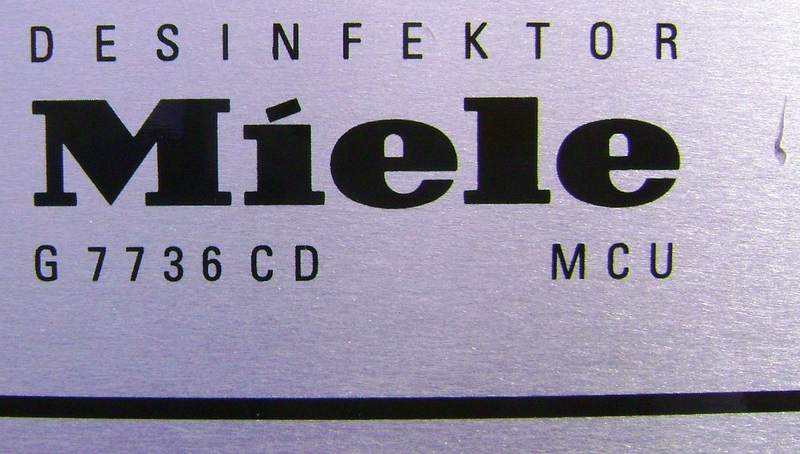 DESINFEKTOR
Miele
G 7736 CD MCU